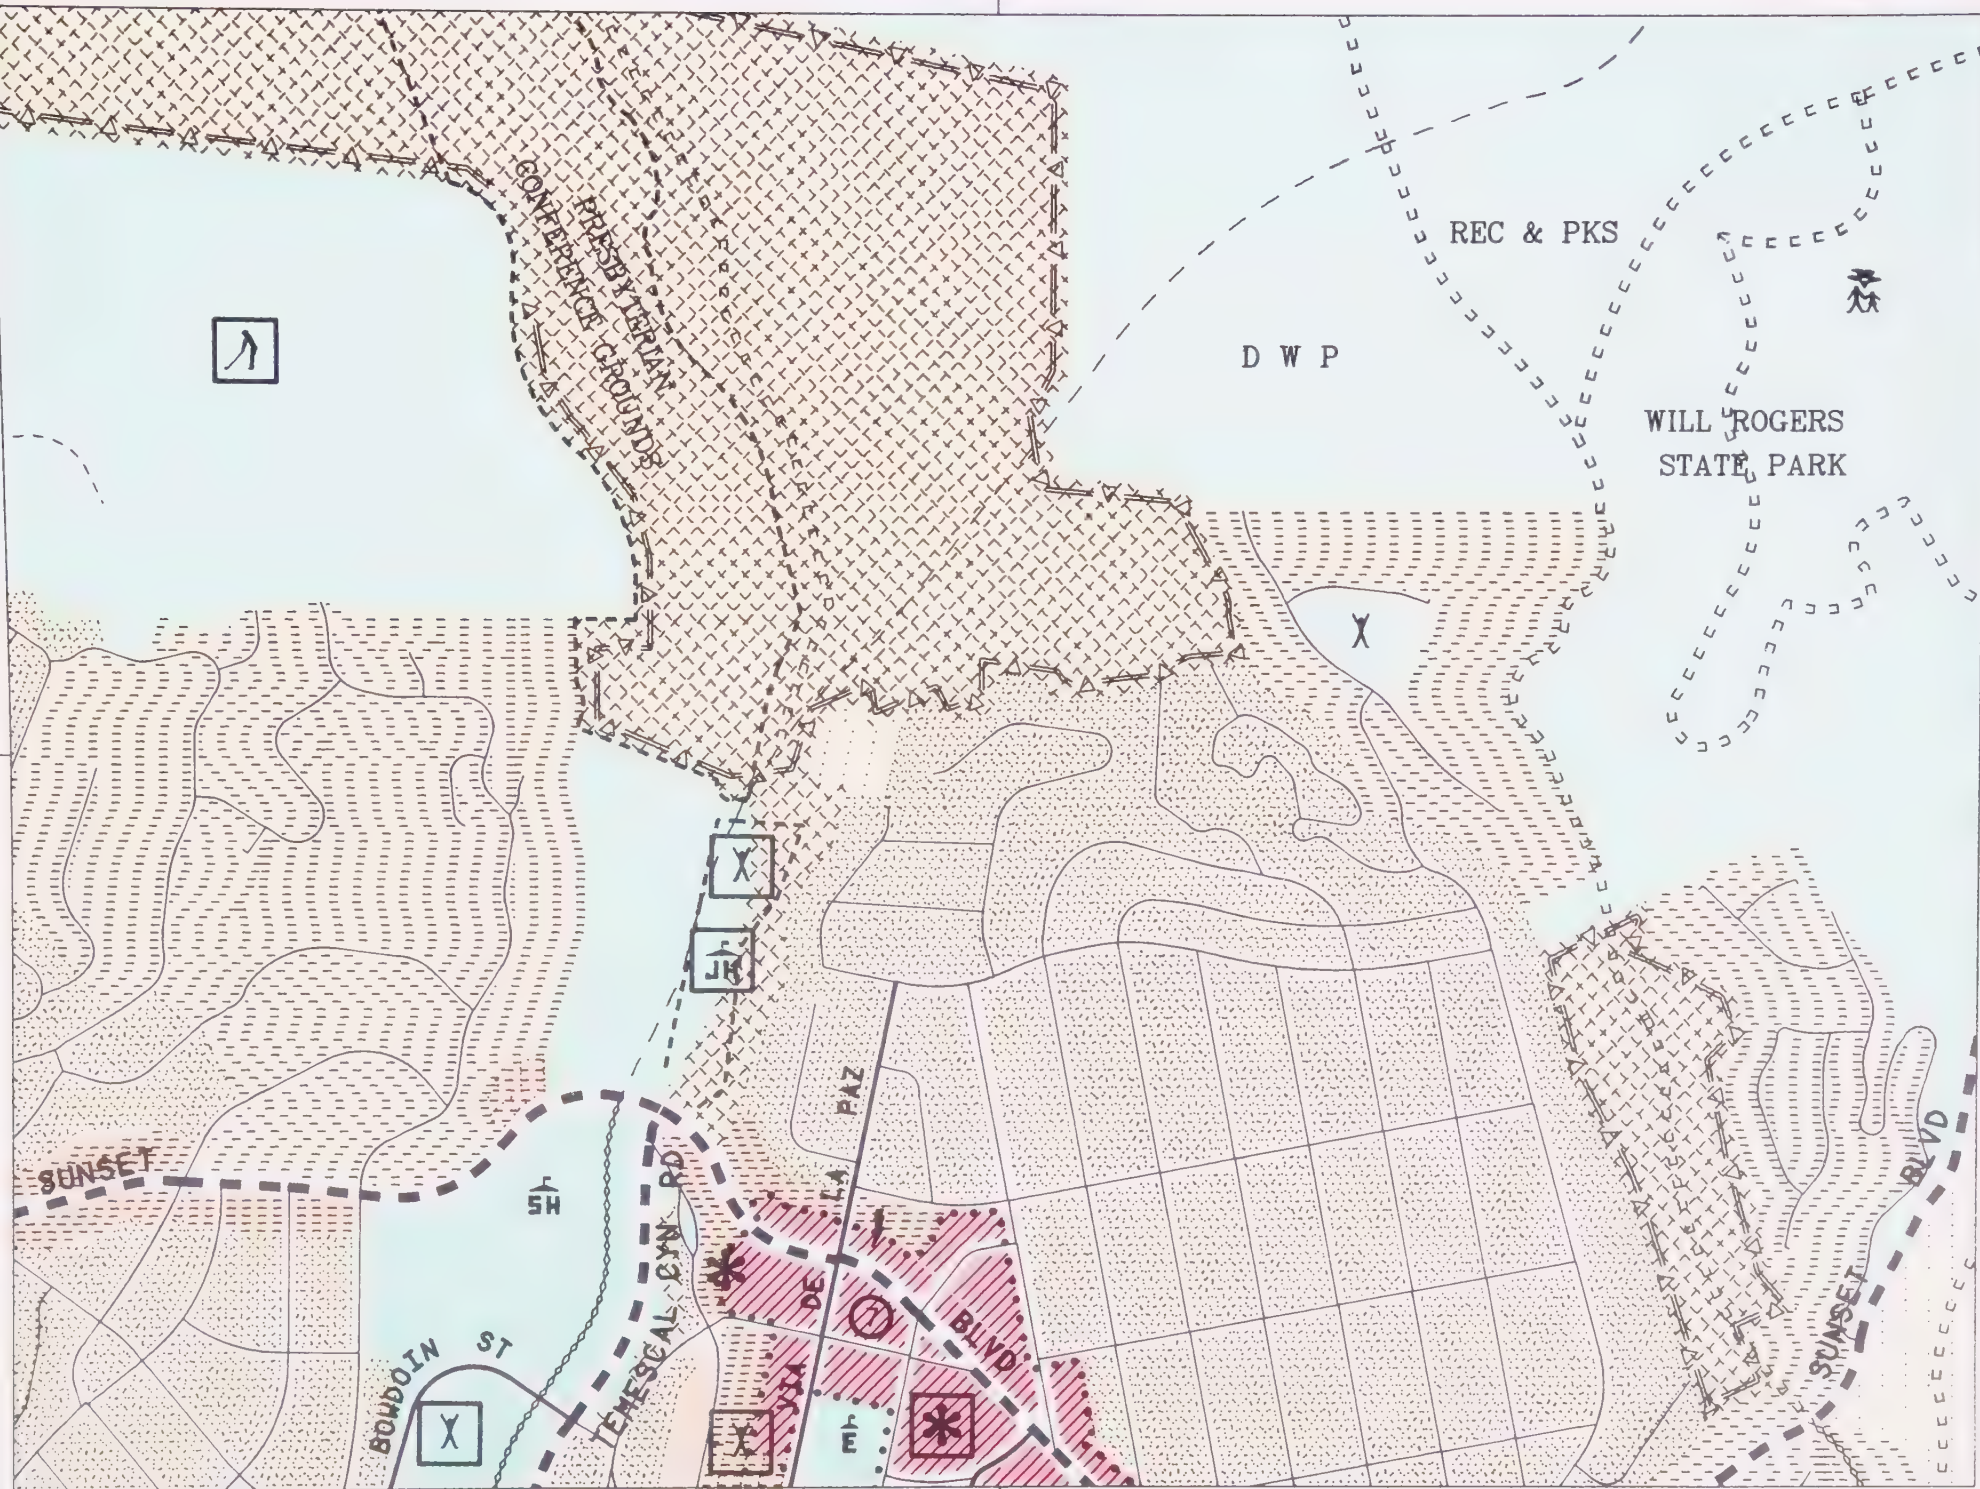 REC & PKS
PRESBYTERIAN
CONFERENCE GROUNDS
D W P
WILL ROGERS
STATE PARK
JH
SUNSET
SH
TEMESCAL CYN RD
VIA DE LA PAZ
BLVD
BOWDOIN ST
E
SUNSET BLVD